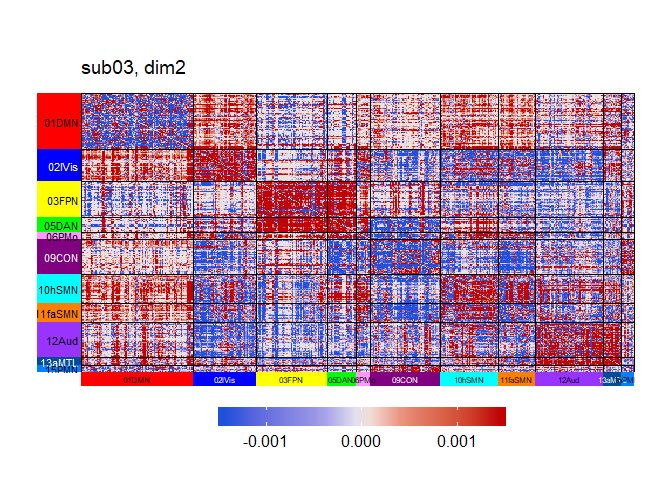 sub03, dim2
01DMN
02lVis
03FPN
05DAN
06PMo
09CON
10hSMN
11faSMN
12Aud
13aMTL
01DMN
02lVis
03FPN
05DAN
09CON
10hSMN
11faSMN
12Aud
-0.001 0.000 0.001